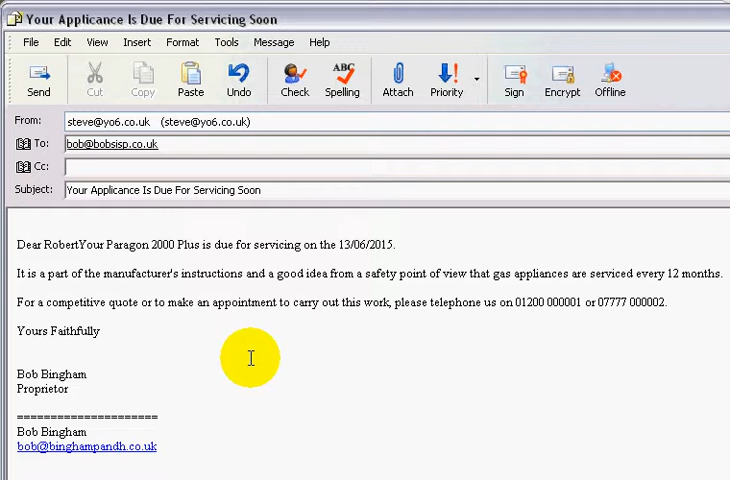 Your Applicance Is Due For Servicing Soon
File Edit View Insert Format Tools Message Help
ABC
Send Cut Copy Paste Undo Check Spelling Attach Priority Sign Encrypt Offline
From: steve@yo6.co.uk (steve@yo6.co.uk)
To: bob@bobsisp.co.uk
Cc:
Subject: Your Applicance Is Due For Servicing Soon
Dear RobertYour Paragon 2000 Plus is due for servicing on the 13/06/2015.
It is a part of the manufacturer's instructions and a good idea from a safety point of view that gas appliances are serviced every 12 months.
For a competitive quote or to make an appointment to carry out this work, please telephone us on 01200 000001 or 07777 000002.
Yours Faithfully
Bob Bingham
Proprietor
=====================
Bob Bingham
bob@binghampandh.co.uk